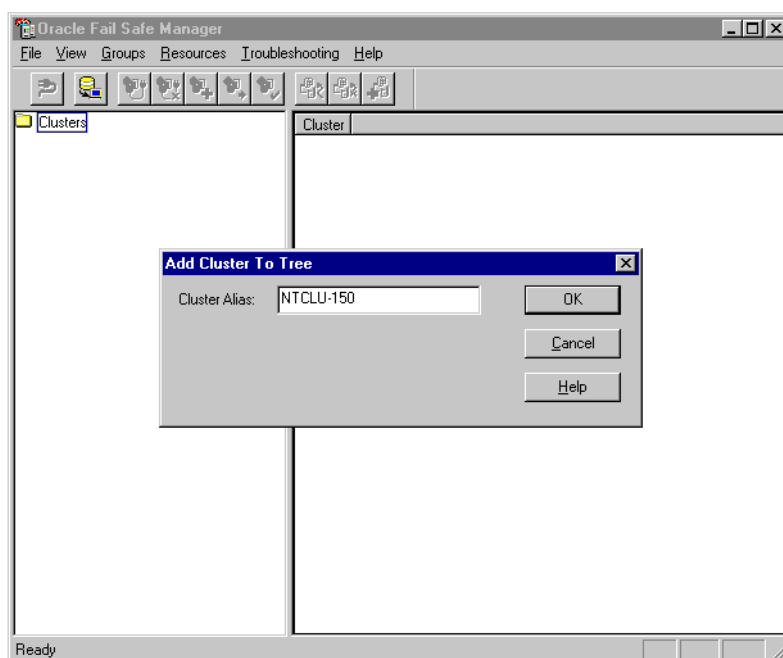 Oracle Fail Safe Manager
File View Groups Resources Troubleshooting Help
Clusters
Cluster
Add Cluster To Tree
Cluster Alias: NTCLU-150
OK
Cancel
Help
Ready